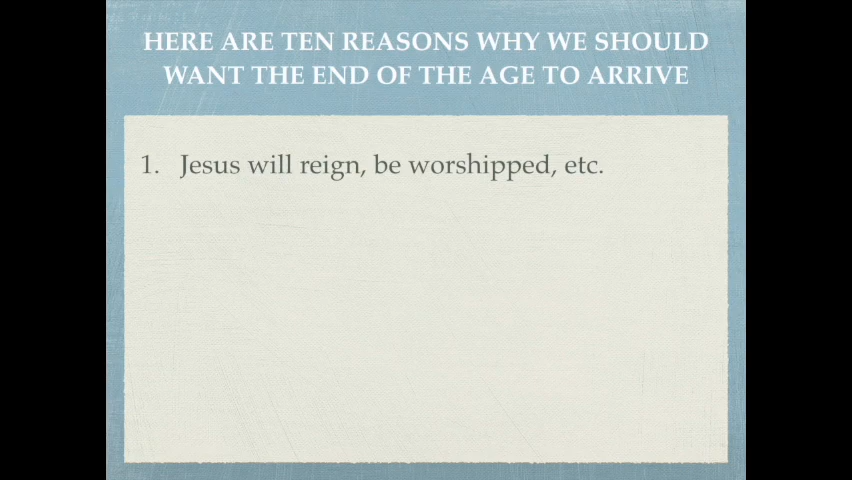 HERE ARE TEN REASONS WHY WE SHOULD
WANT THE END OF THE AGE TO ARRIVE
1. Jesus will reign, be worshipped, etc.